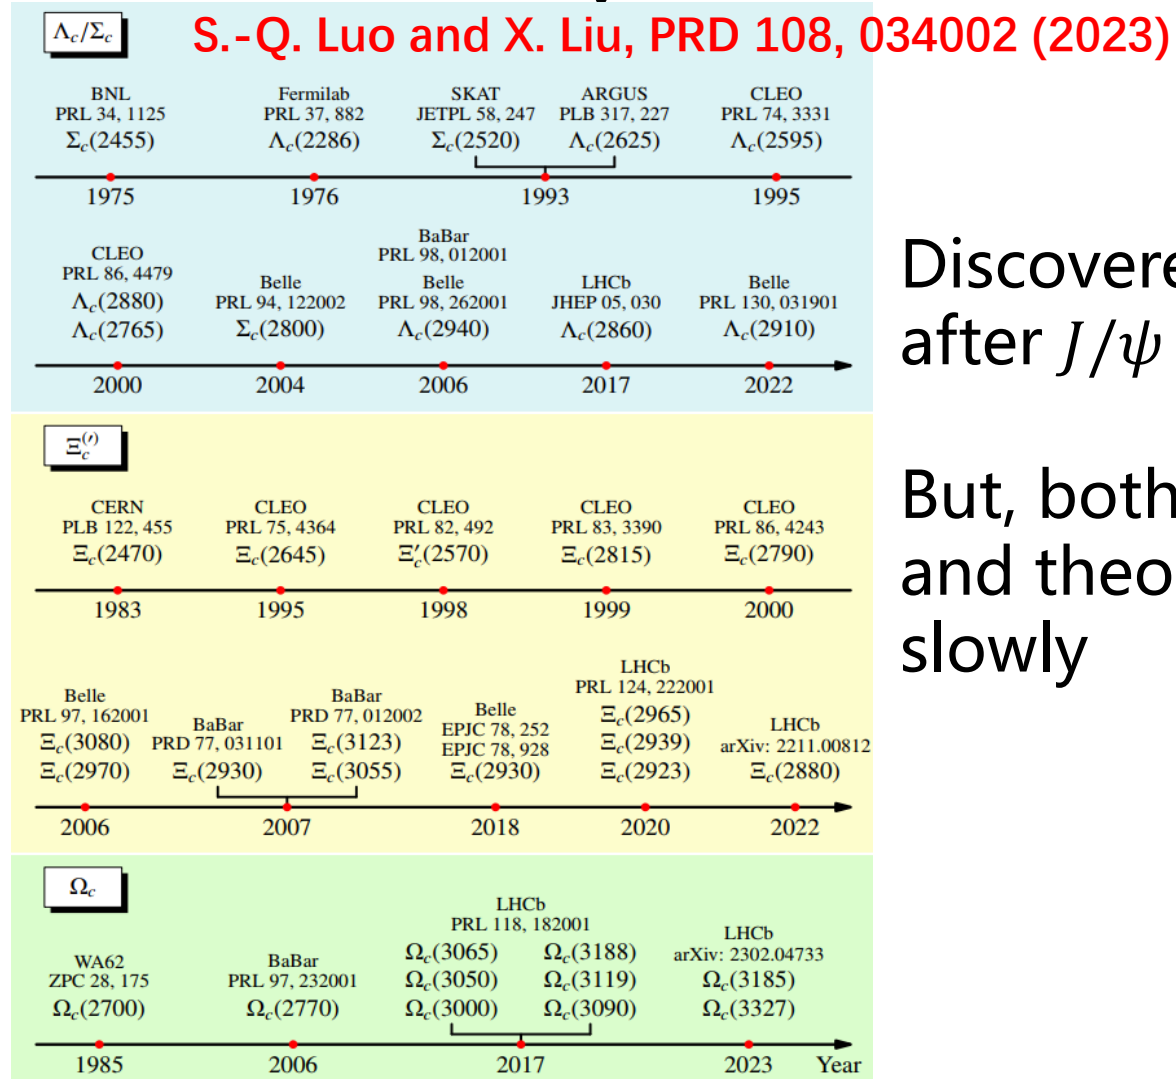 Λc/Σc
S.-Q. Luo and X. Liu, PRD 108, 034002 (2023)
BNL
PRL 34, 1125
Σc(2455)
Fermilab
PRL 37, 882
Λc(2286)
SKAT
JETPL 58, 247
Σc(2520)
ARGUS
PLB 317, 227
Λc(2625)
CLEO
PRL 74, 3331
Λc(2595)
1975
1976
1993
1995
CLEO
PRL 86, 4479
Λc(2880)
Λc(2765)
Belle
PRL 94, 122002
Σc(2800)
BaBar
PRL 98, 012001
Belle
PRL 98, 262001
Λc(2940)
LHCb
JHEP 05, 030
Λc(2860)
Belle
PRL 130, 031901
Λc(2910)
2000
2004
2006
2017
2022
Ξc(′)
CERN
PLB 122, 455
Ξc(2470)
CLEO
PRL 75, 4364
Ξc(2645)
CLEO
PRL 82, 492
Ξ′c(2570)
CLEO
PRL 83, 3390
Ξc(2815)
CLEO
PRL 86, 4243
Ξc(2790)
1983
1995
1998
1999
2000
Belle
PRL 97, 162001
Ξc(3080)
Ξc(2970)
BaBar
PRD 77, 031101
Ξc(2930)
BaBar
PRD 77, 012002
Ξc(3123)
Ξc(3055)
Belle
EPJC 78, 252
EPJC 78, 928
Ξc(2930)
LHCb
PRL 124, 222001
Ξc(2965)
Ξc(2939)
Ξc(2923)
LHCb
arXiv: 2211.00812
Ξc(2880)
2006
2007
2018
2020
2022
Ωc
WA62
ZPC 28, 175
Ωc(2700)
BaBar
PRL 97, 232001
Ωc(2770)
LHCb
PRL 118, 182001
Ωc(3065) Ωc(3188)
Ωc(3050) Ωc(3119)
Ωc(3000) Ωc(3090)
LHCb
arXiv: 2302.04733
Ωc(3185)
Ωc(3327)
1985
2006
2017
2023
Year
Discovere
after J/ψ
But, both
and theo
slowly